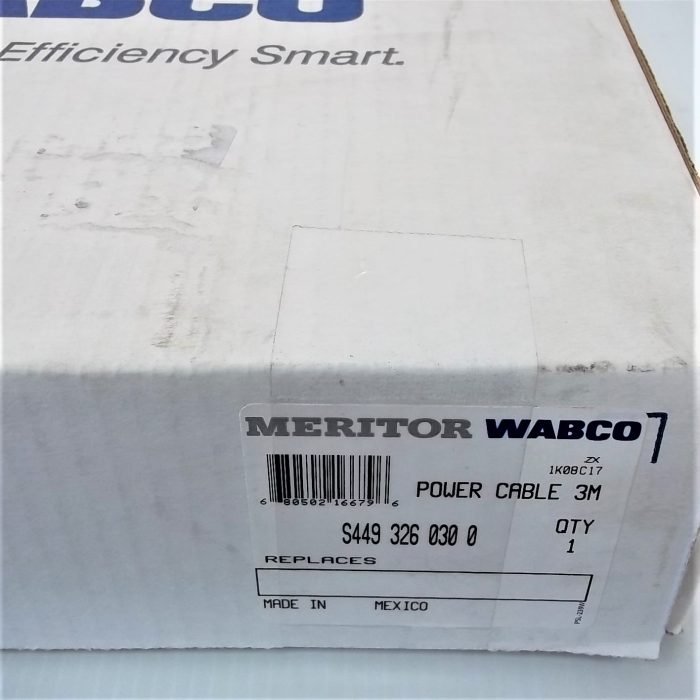 ABCO
Efficiency Smart.
MERITOR WABCO
ZX
1K08C17
6 80502 16679 6
POWER CABLE 3M
S449 326 030 0
QTY
1
REPLACES
MADE IN MEXICO